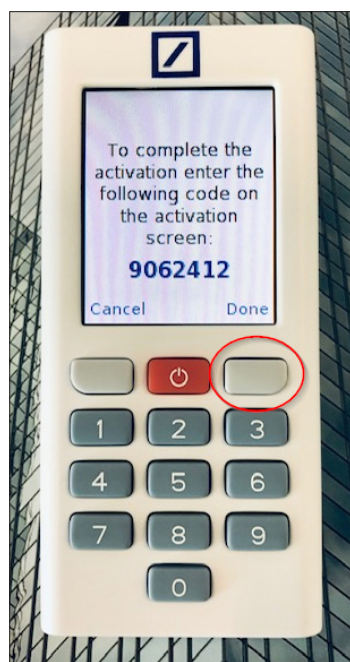 To complete the
activation enter the
following code on
the activation
screen:
9062412
Cancel Done
1 2 3
4 5 6
7 8 9
0